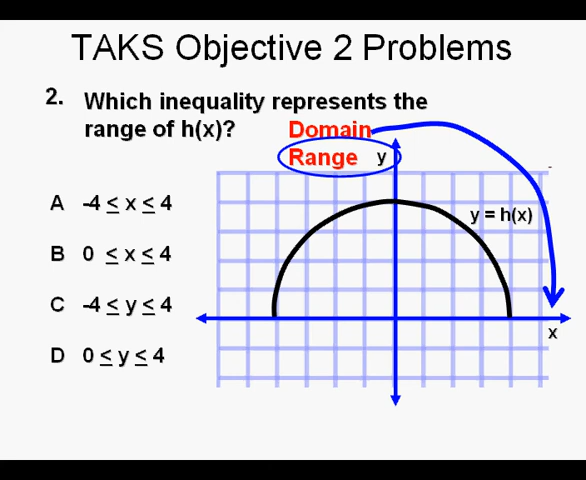 TAKS Objective 2 Problems
2. Which inequality represents the
range of h(x)?
Domain
Range y
A -4 ≤ x ≤ 4
y = h(x)
B 0 ≤ x ≤ 4
C -4 ≤ y ≤ 4
x
D 0 ≤ y ≤ 4